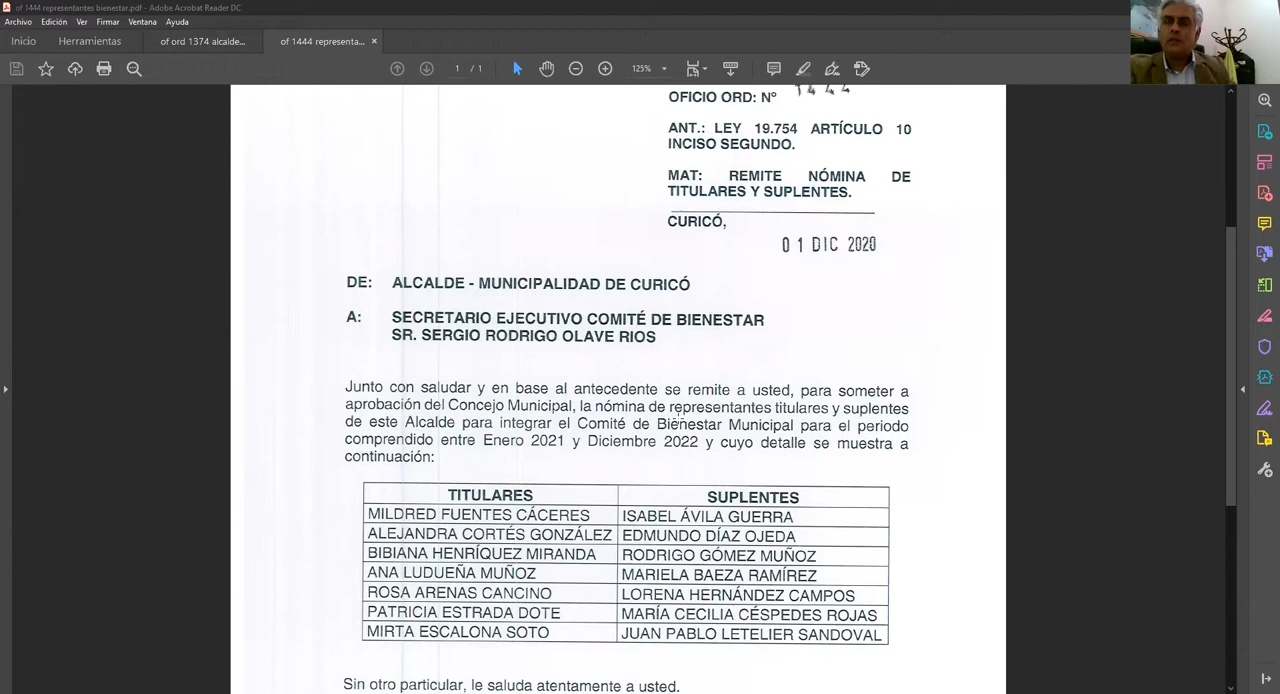 of 1444 representantes bienestar.pdf - Adobe Acrobat Reader DC
Archivo Edición Ver Firmar Ventana Ayuda
Inicio Herramientas of ord 1374 alcalde... of 1444 representa... ×
1 / 1 125%
OFICIO ORD: Nº 1444
ANT.: LEY 19.754 ARTÍCULO 10
INCISO SEGUNDO.
MAT: REMITE NÓMINA DE
TITULARES Y SUPLENTES.
CURICÓ,
01 DIC 2020
DE: ALCALDE - MUNICIPALIDAD DE CURICÓ
A: SECRETARIO EJECUTIVO COMITÉ DE BIENESTAR
SR. SERGIO RODRIGO OLAVE RIOS
Junto con saludar y en base al antecedente se remite a usted, para someter a
aprobación del Concejo Municipal, la nómina de representantes titulares y suplentes
de este Alcalde para integrar el Comité de Bienestar Municipal para el periodo
comprendido entre Enero 2021 y Diciembre 2022 y cuyo detalle se muestra a
continuación:
TITULARES SUPLENTES
MILDRED FUENTES CÁCERES ISABEL ÁVILA GUERRA
ALEJANDRA CORTÉS GONZÁLEZ EDMUNDO DÍAZ OJEDA
BIBIANA HENRÍQUEZ MIRANDA RODRIGO GÓMEZ MUÑOZ
ANA LUDUEÑA MUÑOZ MARIELA BAEZA RAMÍREZ
ROSA ARENAS CANCINO LORENA HERNÁNDEZ CAMPOS
PATRICIA ESTRADA DOTE MARÍA CECILIA CÉSPEDES ROJAS
MIRTA ESCALONA SOTO JUAN PABLO LETELIER SANDOVAL
Sin otro particular, le saluda atentamente a usted.